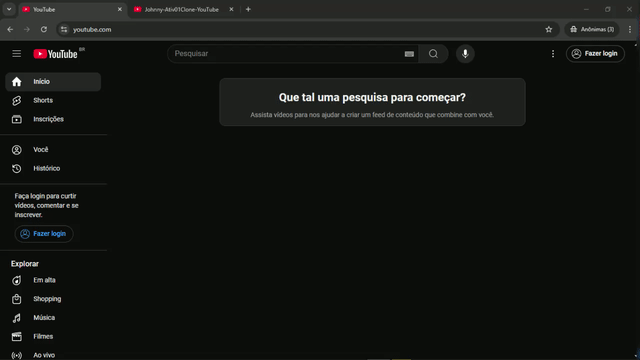 YouTube
Johnny-Ativ01Clone-YouTube
youtube.com
Anônimas (3)
YouTube BR
Pesquisar
Fazer login
Início
Shorts
Inscrições
Você
Histórico
Faça login para curtir
vídeos, comentar e se
inscrever.
Fazer login
Explorar
Em alta
Shopping
Música
Filmes
Ao vivo
Que tal uma pesquisa para começar?
Assista vídeos para nos ajudar a criar um feed de conteúdo que combine com você.